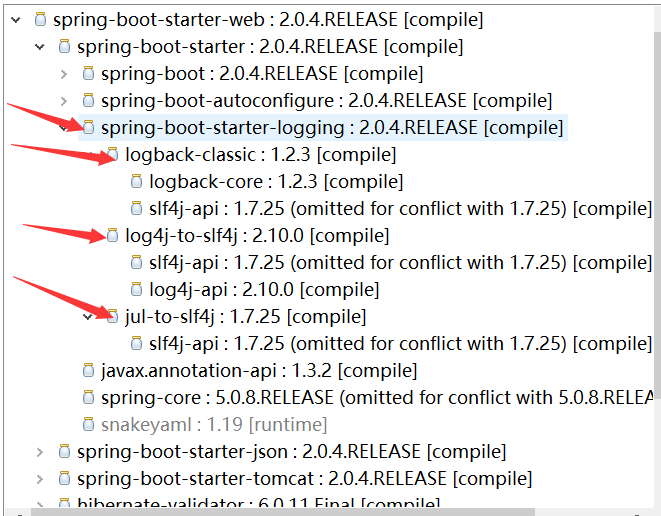 spring-boot-starter-web : 2.0.4.RELEASE [compile]
spring-boot-starter : 2.0.4.RELEASE [compile]
spring-boot : 2.0.4.RELEASE [compile]
spring-boot-autoconfigure : 2.0.4.RELEASE [compile]
spring-boot-starter-logging : 2.0.4.RELEASE [compile]
logback-classic : 1.2.3 [compile]
logback-core : 1.2.3 [compile]
slf4j-api : 1.7.25 (omitted for conflict with 1.7.25) [compile]
log4j-to-slf4j : 2.10.0 [compile]
slf4j-api : 1.7.25 (omitted for conflict with 1.7.25) [compile]
log4j-api : 2.10.0 [compile]
jul-to-slf4j : 1.7.25 [compile]
slf4j-api : 1.7.25 (omitted for conflict with 1.7.25) [compile]
javax.annotation-api : 1.3.2 [compile]
spring-core : 5.0.8.RELEASE (omitted for conflict with 5.0.8.RELEA
snakeyaml : 1.19 [runtime]
spring-boot-starter-json : 2.0.4.RELEASE [compile]
spring-boot-starter-tomcat : 2.0.4.RELEASE [compile]
hibernate-validator : 6.0.11.Final [compile]